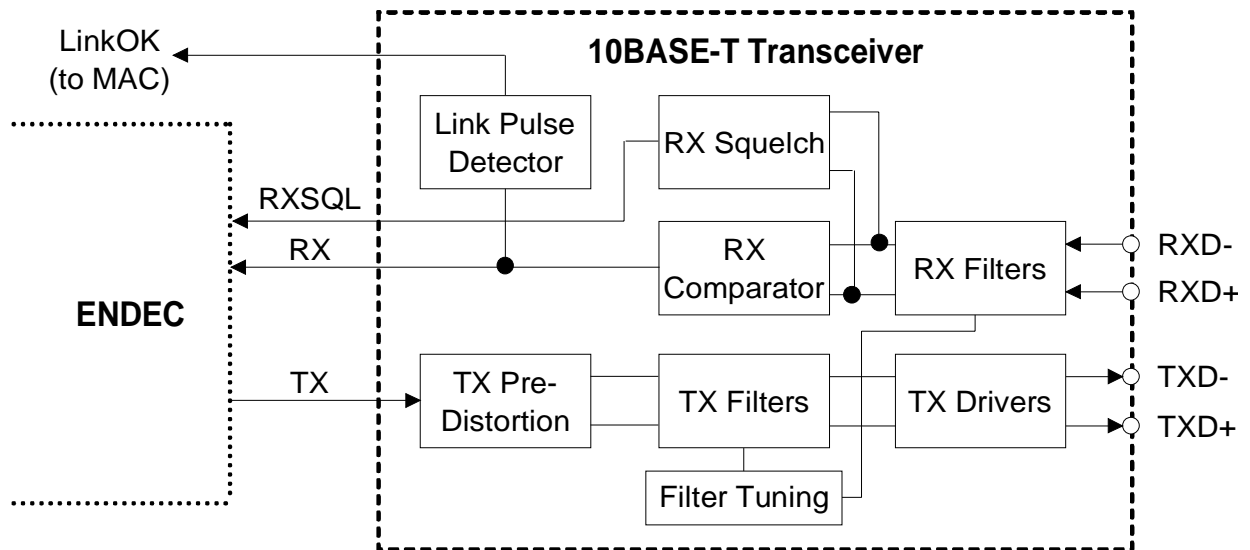 LinkOK
(to MAC)
10BASE-T Transceiver
Link Pulse
Detector
RX Squelch
RXSQL
RX
RX
Comparator
RX Filters
RXD-
RXD+
ENDEC
TX
TX Pre-
Distortion
TX Filters
TX Drivers
TXD-
TXD+
Filter Tuning